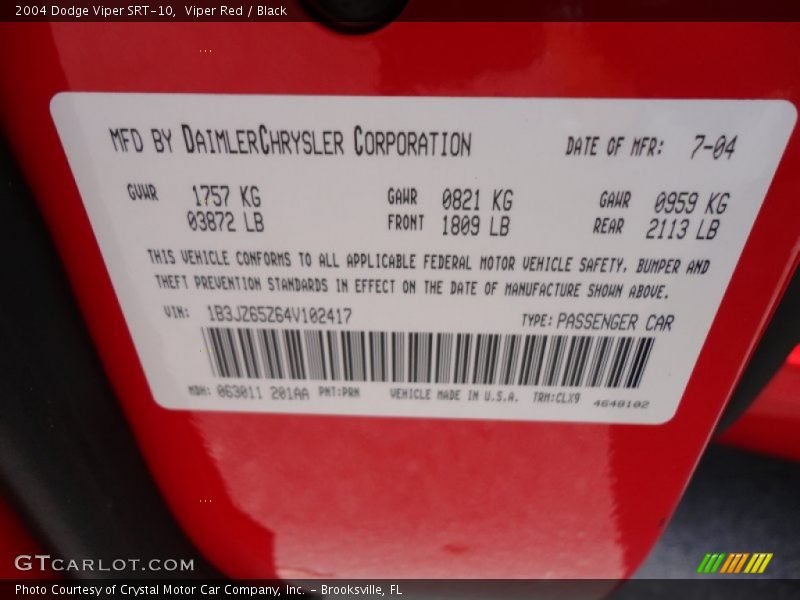 2004 Dodge Viper SRT-10, Viper Red / Black
MFD BY DAIMLERCHRYSLER CORPORATION DATE OF MFR: 7-04
GVWR 1757 KG GAWR 0821 KG GAWR 0959 KG
03872 LB FRONT 1809 LB REAR 2113 LB
THIS VEHICLE CONFORMS TO ALL APPLICABLE FEDERAL MOTOR VEHICLE SAFETY, BUMPER AND
THEFT PREVENTION STANDARDS IN EFFECT ON THE DATE OF MANUFACTURE SHOWN ABOVE.
VIN: 1B3JZ65Z64V102417 TYPE: PASSENGER CAR
MDH: 063011 201AA PNT:PRN VEHICLE MADE IN U.S.A. TRM:CLX9 4648102
GTCARLOT.COM
Photo Courtesy of Crystal Motor Car Company, Inc. - Brooksville, FL